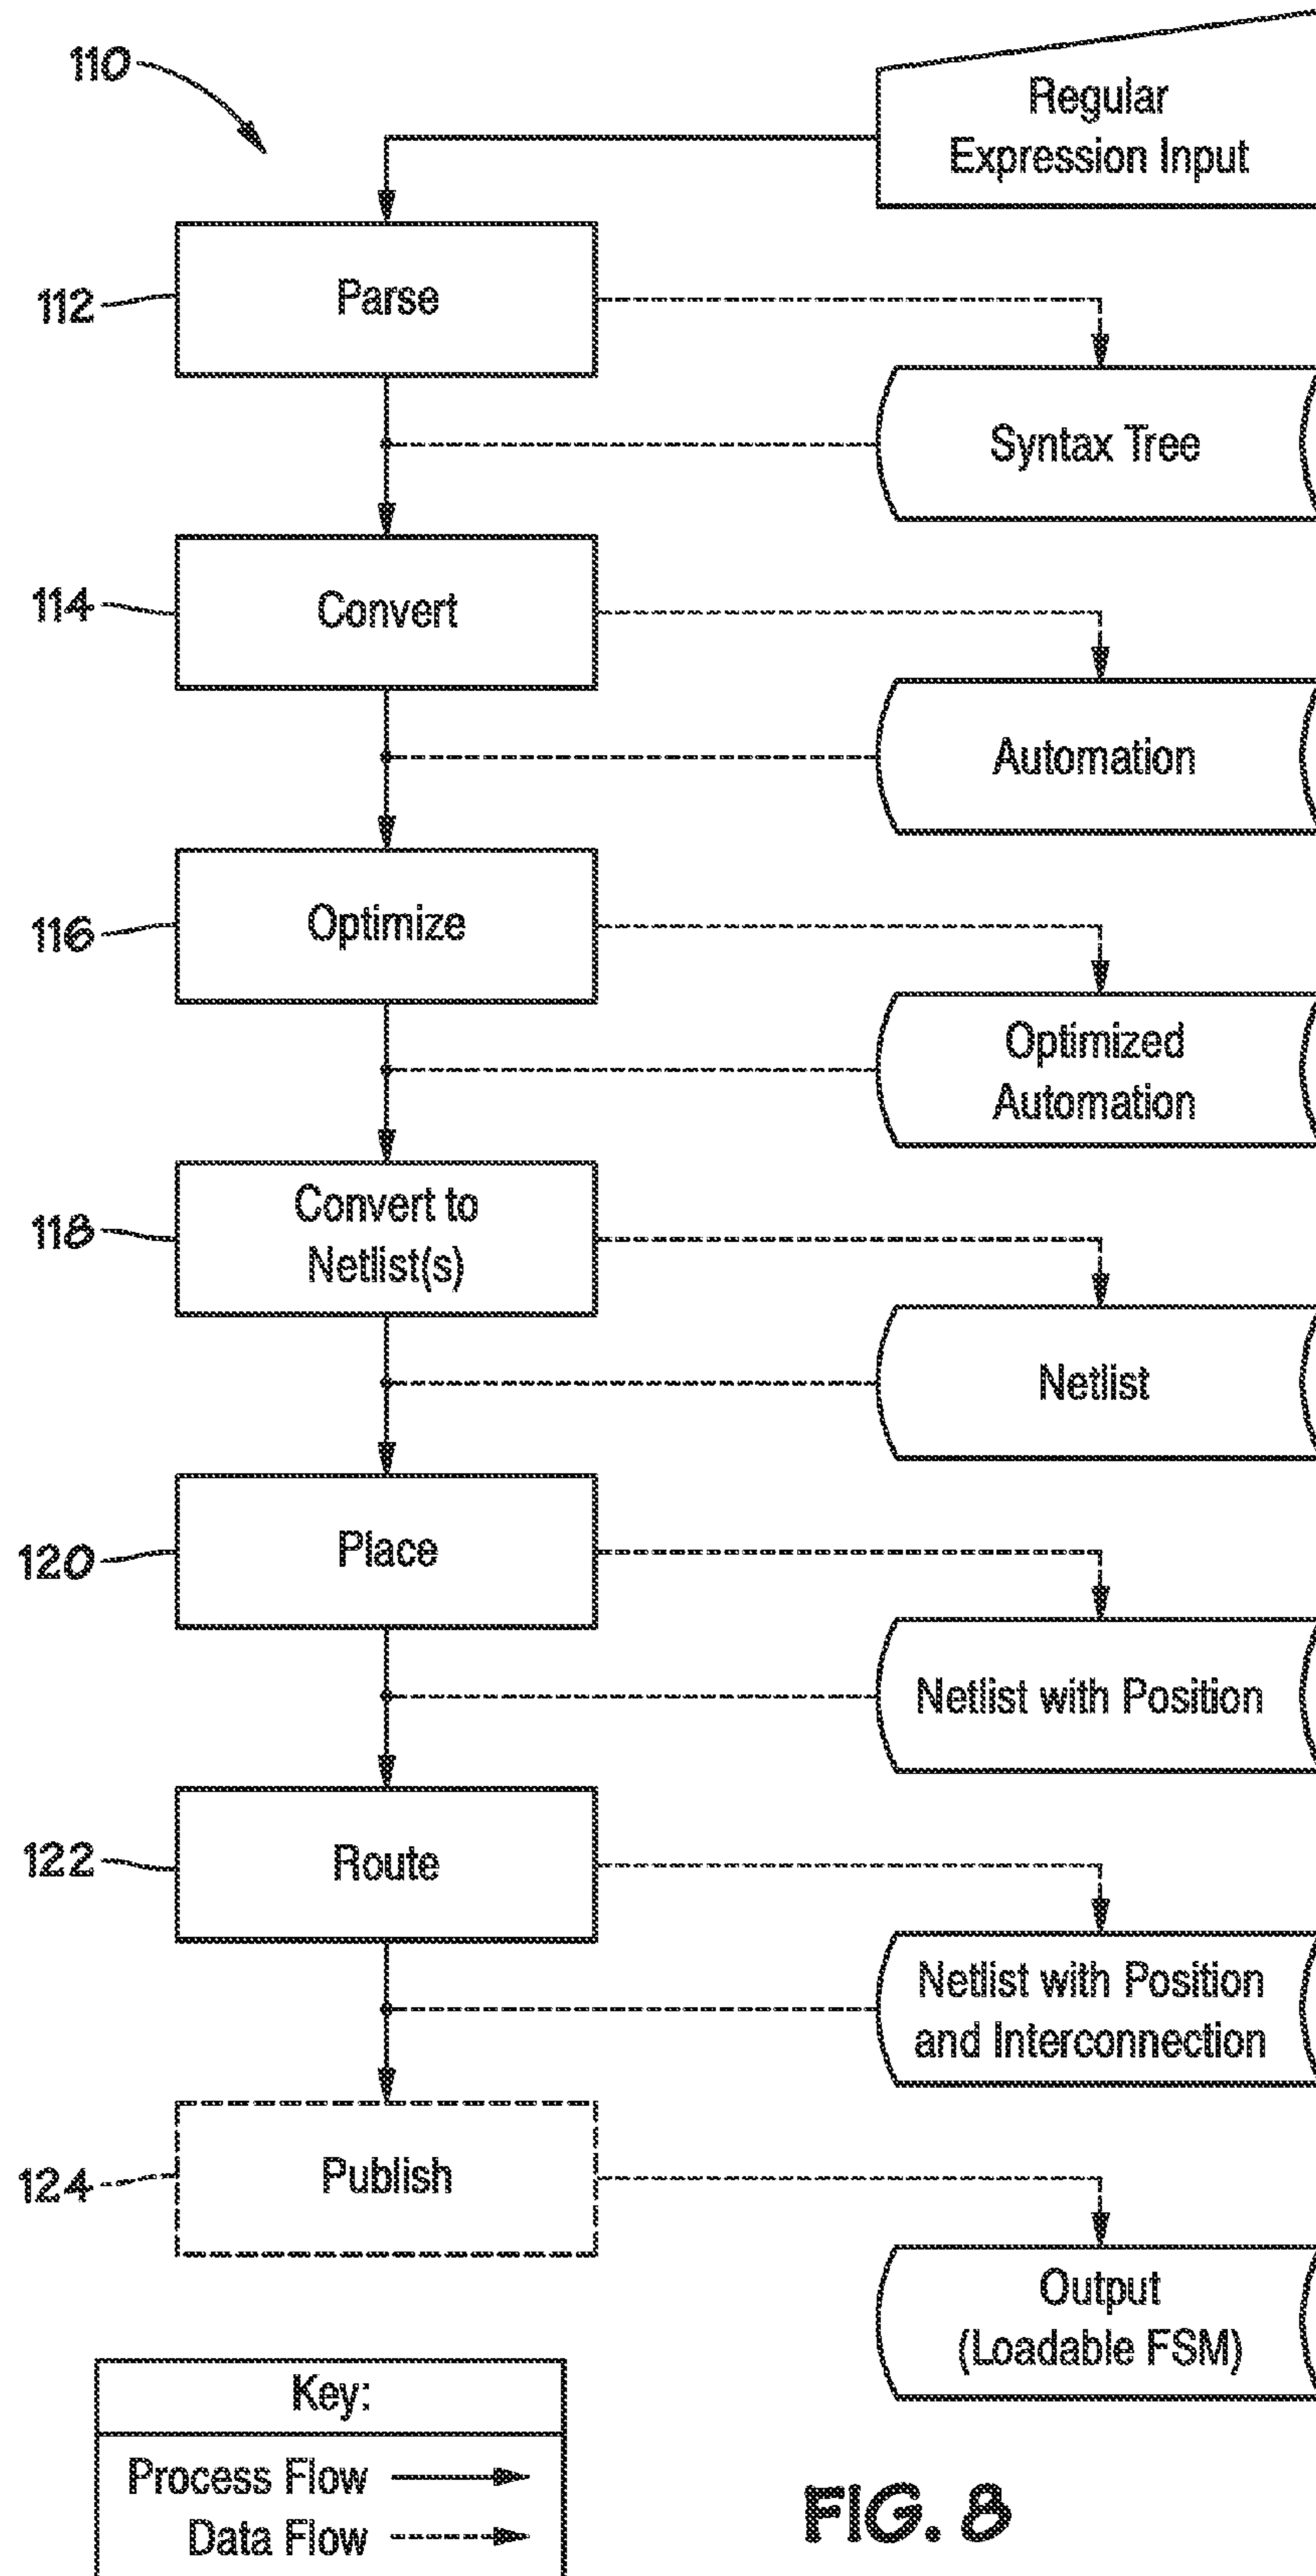 110
Regular
Expression Input
112
Parse
Syntax Tree
114
Convert
Automation
116
Optimize
Optimized
Automation
118
Convert to
Netlist(s)
Netlist
120
Place
Netlist with Position
122
Route
Netlist with Position
and Interconnection
124
Publish
Output
(Loadable FSM)
Key:
Process Flow
Data Flow
FIG. 8